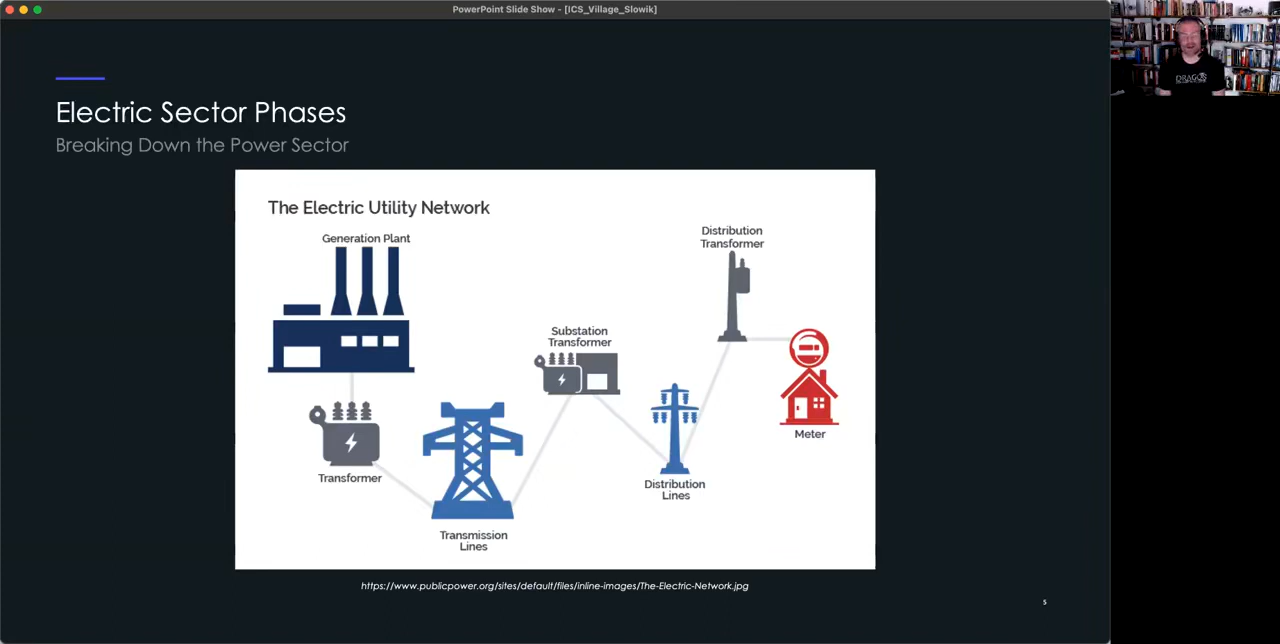 PowerPoint Slide Show - [ICS_Village_Slowik]
DRAGOS
Electric Sector Phases
Breaking Down the Power Sector
The Electric Utility Network
Generation Plant
Distribution
Transformer
Substation
Transformer
Meter
Transformer
Distribution
Lines
Transmission
Lines
https://www.publicpower.org/sites/default/files/inline-images/The-Electric-Network.jpg
5